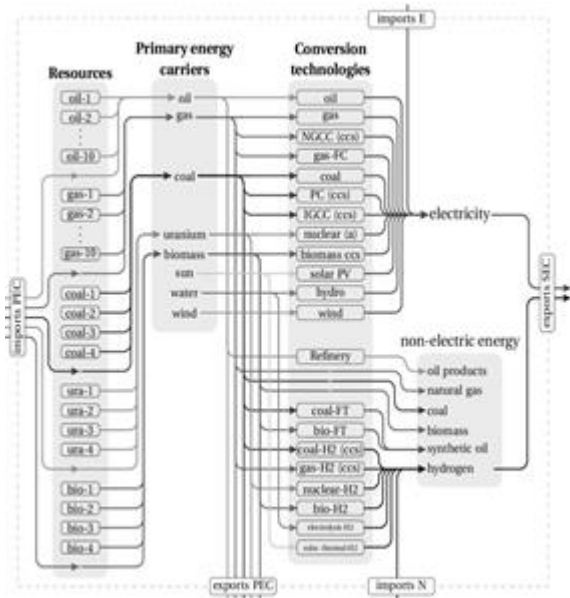 imports E
Primary energy
carriers
Conversion
technologies
Resources
oil-1
oil-2
oil-10
gas-1
gas-2
gas-10
coal-1
coal-2
coal-3
coal-4
ura-1
ura-2
ura-3
ura-4
bio-1
bio-2
bio-3
bio-4
imports PEC
oil
gas
coal
uranium
biomass
sun
water
wind
oil
gas
NGCC (ccs)
gas-FC
coal
PC (ccs)
IGCC (ccs)
nuclear (a)
biomass ccs
solar PV
hydro
wind
Refinery
coal-FT
bio-FT
coal-H2 (ccs)
gas-H2 (ccs)
nuclear-H2
bio-H2
electrolysis-H2
solar-thermal-H2
electricity
non-electric energy
oil products
natural gas
coal
biomass
synthetic oil
hydrogen
exports SEC
exports PEC
imports N